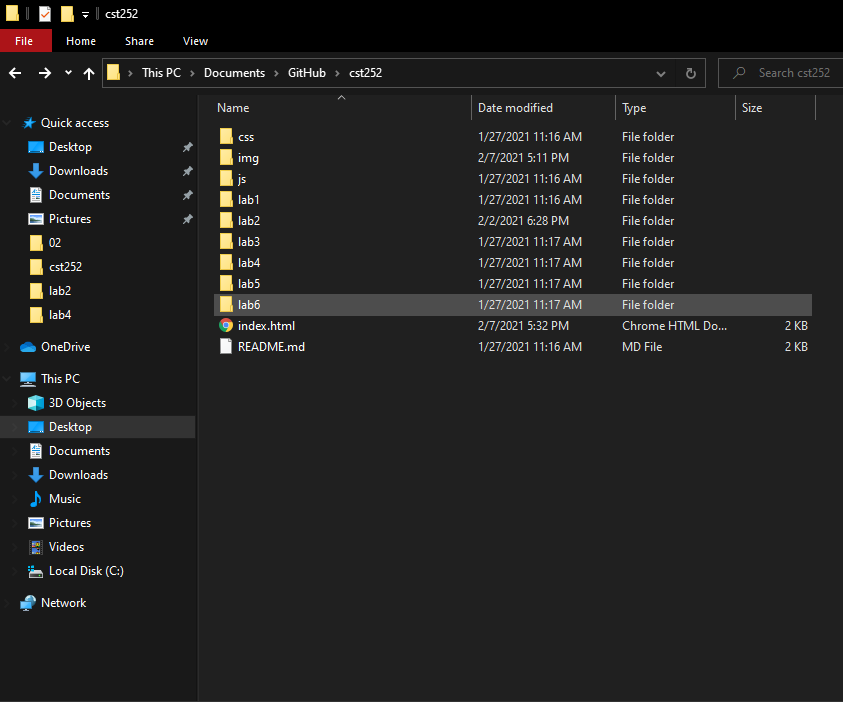 cst252
File Home Share View
This PC Documents GitHub cst252 Search cst252
Name Date modified Type Size
Quick access
Desktop
Downloads
Documents
Pictures
02
cst252
lab2
lab4
OneDrive
This PC
3D Objects
Desktop
Documents
Downloads
Music
Pictures
Videos
Local Disk (C:)
Network
css 1/27/2021 11:16 AM File folder
img 2/7/2021 5:11 PM File folder
js 1/27/2021 11:16 AM File folder
lab1 1/27/2021 11:16 AM File folder
lab2 2/2/2021 6:28 PM File folder
lab3 1/27/2021 11:17 AM File folder
lab4 1/27/2021 11:17 AM File folder
lab5 1/27/2021 11:17 AM File folder
lab6 1/27/2021 11:17 AM File folder
index.html 2/7/2021 5:32 PM Chrome HTML Do... 2 KB
README.md 1/27/2021 11:16 AM MD File 2 KB